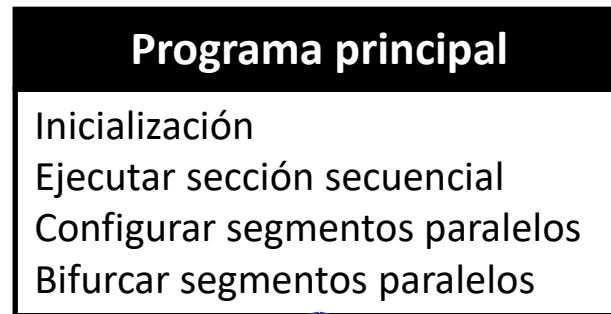 Programa principal
Inicialización
Ejecutar sección secuencial
Configurar segmentos paralelos
Bifurcar segmentos paralelos